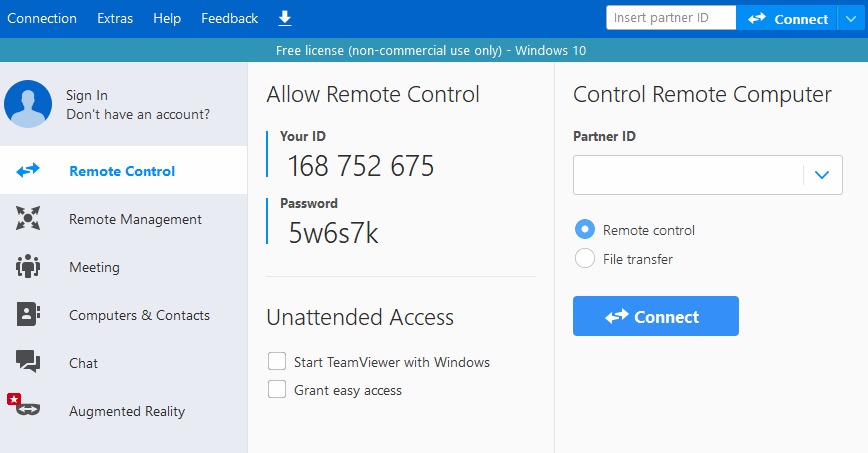 Connection Extras Help Feedback
Insert partner ID Connect
Free license (non-commercial use only) - Windows 10
Sign In
Don't have an account?
Remote Control
Remote Management
Meeting
Computers & Contacts
Chat
Augmented Reality
Allow Remote Control
Your ID
168 752 675
Password
5w6s7k
Unattended Access
Start TeamViewer with Windows
Grant easy access
Control Remote Computer
Partner ID
Remote control
File transfer
Connect